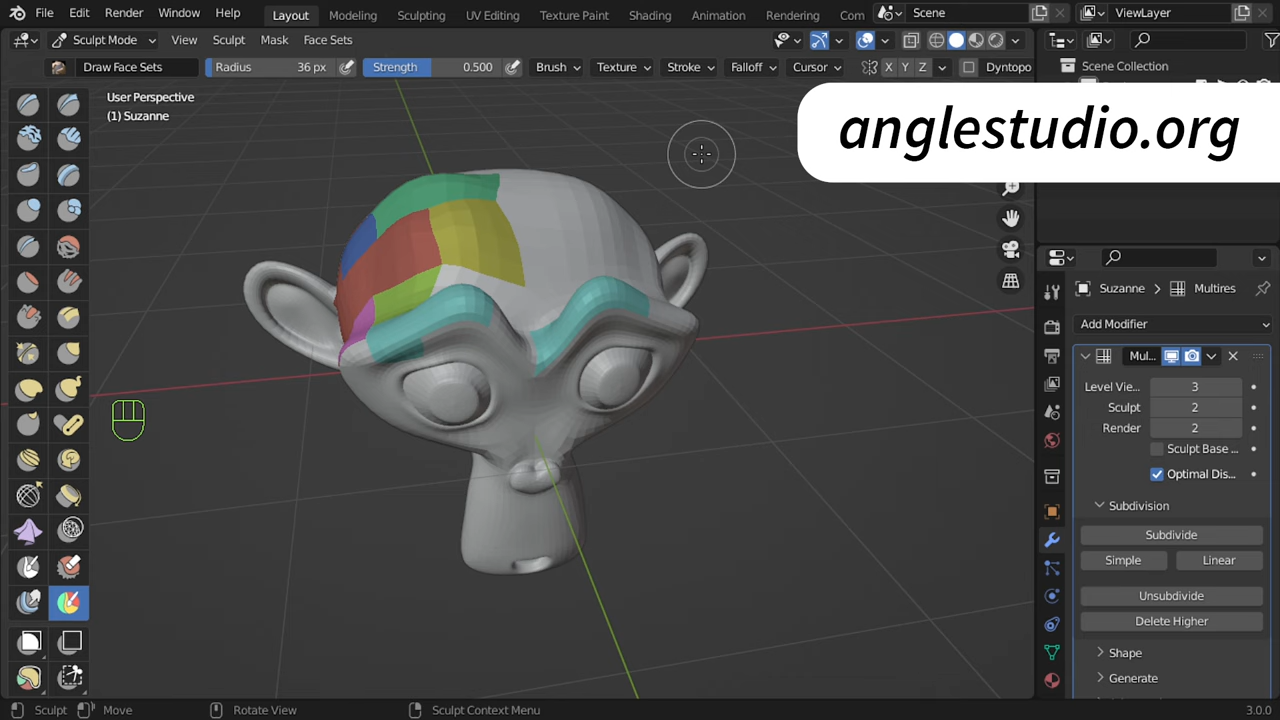 File Edit Render Window Help Layout Modeling Sculpting UV Editing Texture Paint Shading Animation Rendering Com Scene ViewLayer
Sculpt Mode View Sculpt Mask Face Sets
Draw Face Sets Radius 36 px Strength 0.500 Brush Texture Stroke Falloff Cursor X Y Z Dyntopo
Scene Collection
User Perspective
(1) Suzanne
anglestudio.org
Suzanne > Multires
Add Modifier
Mul...
Level Vie... 3
Sculpt 2
Render 2
Sculpt Base ...
Optimal Dis...
Subdivision
Subdivide
Simple Linear
Unsubdivide
Delete Higher
Shape
Generate
Sculpt Move Rotate View Sculpt Context Menu 3.0.0